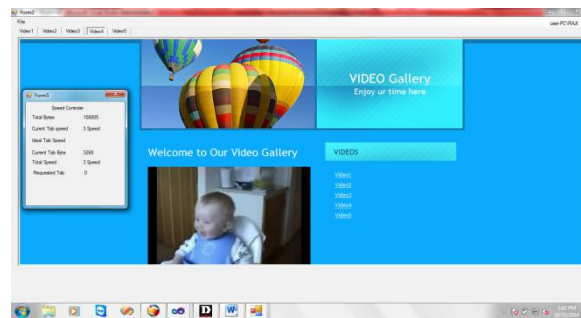 Form2
File
user-PC\RAJI
Video1 Video2 Video3 Video4 Video5
VIDEO Gallery
Enjoy ur time here
Form3
Speed Controler
Total Bytes 100005
Current Tab speed 3 Speed
Ideal Tab Speed
Current Tab Byte 3260
Total Speed 3 Speed
Requested Tab 0
Welcome to Our Video Gallery
VIDEOS
Video1
Video2
Video3
Video4
Video5